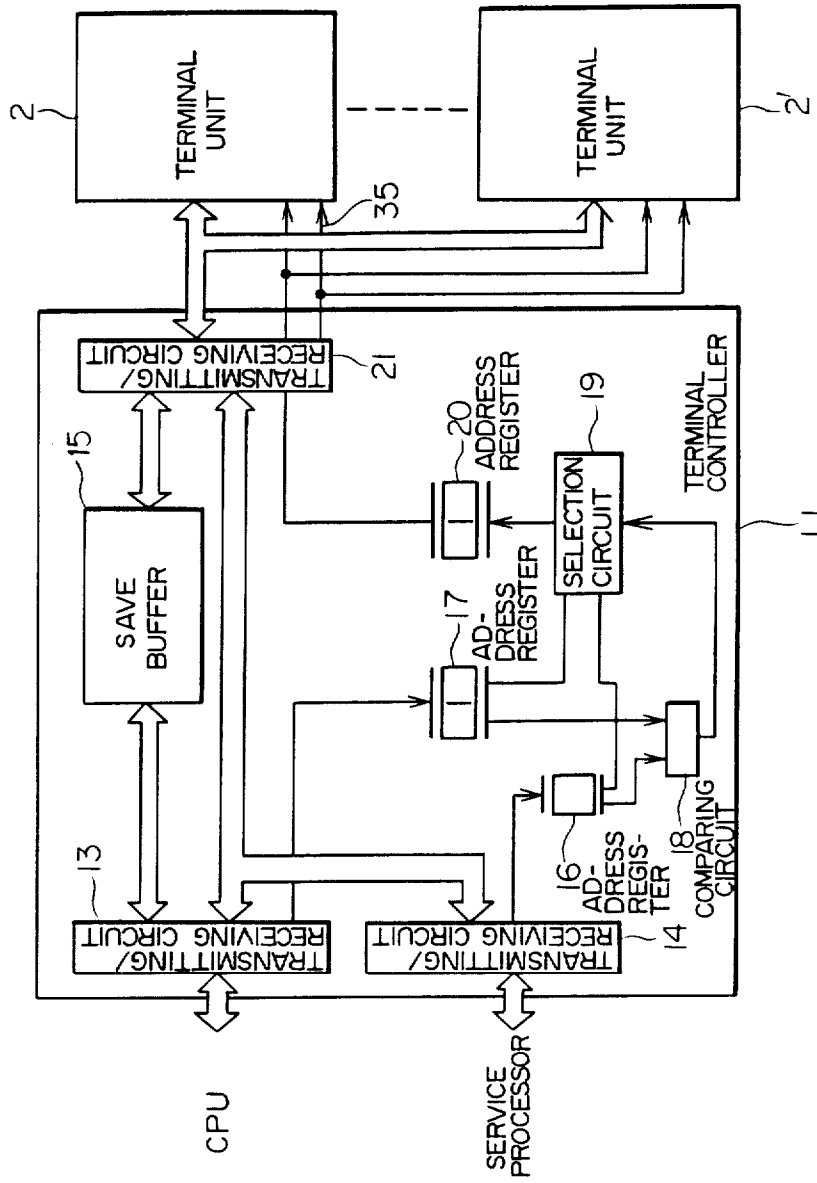 CPU
SERVICE
PROCESSOR
13
TRANSMITTING/
RECEIVING CIRCUIT
TRANSMITTING/
RECEIVING CIRCUIT
14
15
SAVE
BUFFER
16
AD-
DRESS
REGIS-
TER
17
AD-
DRESS
REGISTER
18
COMPARING
CIRCUIT
19
SELECTION
CIRCUIT
20
ADDRESS
REGISTER
TRANSMITTING/
RECEIVING CIRCUIT
21
TERMINAL
CONTROLLER
11
2
TERMINAL
UNIT
35
TERMINAL
UNIT
2'